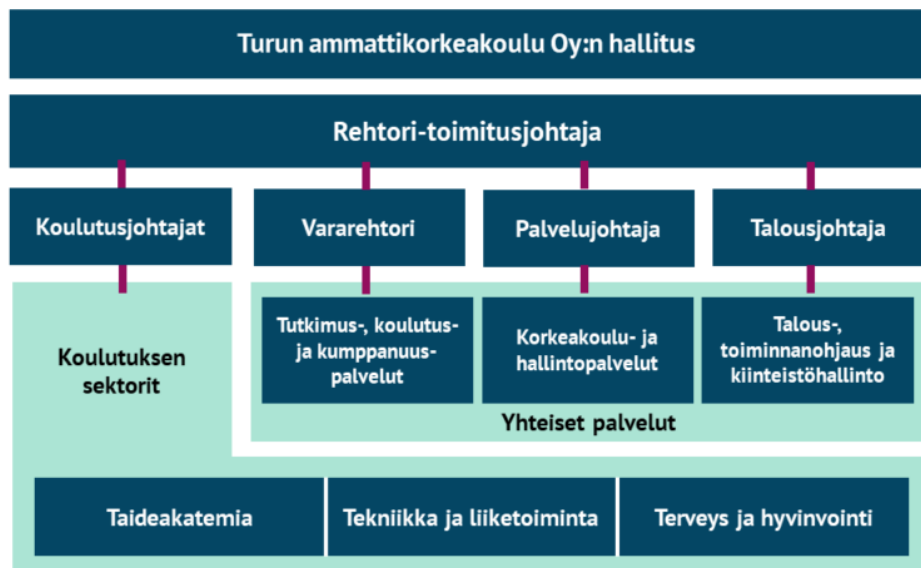 Turun ammattikorkeakoulu Oy:n hallitus
Rehtori-toimitusjohtaja
Koulutusjohtajat
Vararehtori
Palvelujohtaja
Talousjohtaja
Koulutuksen
sektorit
Tutkimus-, koulutus-
ja kumppanuus-
palvelut
Korkeakoulu- ja
hallintopalvelut
Talous-,
toiminnanohjaus ja
kiinteistöhallinto
Yhteiset palvelut
Taideakatemia
Tekniikka ja liiketoiminta
Terveys ja hyvinvointi